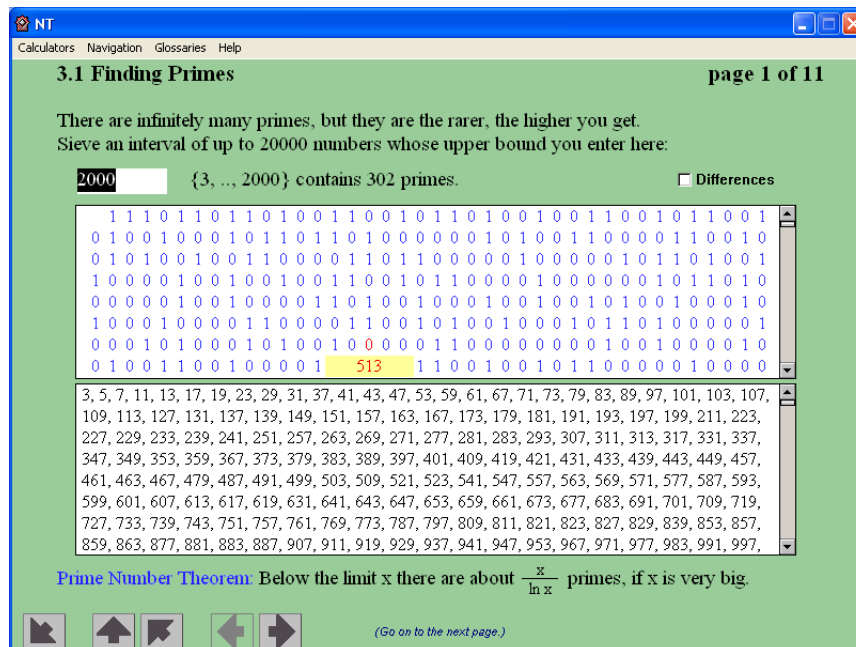 NT
Calculators Navigation Glossaries Help
3.1 Finding Primes page 1 of 11
There are infinitely many primes, but they are the rarer, the higher you get.
Sieve an interval of up to 20000 numbers whose upper bound you enter here:
2000 {3, .., 2000} contains 302 primes. Differences
1 1 1 0 1 1 0 1 1 0 1 0 0 1 1 0 0 1 0 1 1 0 1 0 0 1 0 0 1 1 0 0 1 0 1 1 0 0 1
0 1 0 0 1 0 0 0 1 0 1 1 0 1 1 0 1 0 0 0 0 0 0 1 0 1 0 0 1 1 0 0 0 0 1 1 0 0 1 0
0 1 0 1 0 0 1 0 0 1 1 0 0 0 0 1 1 0 1 1 0 0 0 0 0 1 0 0 0 0 0 1 0 1 1 0 1 0 0 1
1 0 0 0 0 1 0 0 1 0 0 1 0 0 1 1 0 0 1 0 1 1 0 0 0 0 1 0 0 0 0 0 0 1 0 1 1 0 1 0
0 0 0 0 0 1 0 0 1 0 0 0 0 1 1 0 1 0 0 1 0 0 0 1 0 0 1 0 0 1 0 1 0 0 1 0 0 0 1 0
1 0 0 0 1 0 0 0 0 1 1 0 0 0 0 1 1 0 0 1 0 1 0 0 1 0 0 0 1 0 1 1 0 1 0 0 0 0 0 1
0 0 0 1 0 1 0 0 0 1 0 1 0 0 1 0 0 0 0 0 1 1 0 0 0 0 0 0 0 0 1 0 0 1 0 0 0 0 1 0
0 1 0 0 1 1 0 0 1 0 0 0 0 1 513 1 1 0 0 1 0 0 1 0 1 1 0 0 0 0 0 1 0 0 0 0
3, 5, 7, 11, 13, 17, 19, 23, 29, 31, 37, 41, 43, 47, 53, 59, 61, 67, 71, 73, 79, 83, 89, 97, 101, 103, 107,
109, 113, 127, 131, 137, 139, 149, 151, 157, 163, 167, 173, 179, 181, 191, 193, 197, 199, 211, 223,
227, 229, 233, 239, 241, 251, 257, 263, 269, 271, 277, 281, 283, 293, 307, 311, 313, 317, 331, 337,
347, 349, 353, 359, 367, 373, 379, 383, 389, 397, 401, 409, 419, 421, 431, 433, 439, 443, 449, 457,
461, 463, 467, 479, 487, 491, 499, 503, 509, 521, 523, 541, 547, 557, 563, 569, 571, 577, 587, 593,
599, 601, 607, 613, 617, 619, 631, 641, 643, 647, 653, 659, 661, 673, 677, 683, 691, 701, 709, 719,
727, 733, 739, 743, 751, 757, 761, 769, 773, 787, 797, 809, 811, 821, 823, 827, 829, 839, 853, 857,
859, 863, 877, 881, 883, 887, 907, 911, 919, 929, 937, 941, 947, 953, 967, 971, 977, 983, 991, 997,
Prime Number Theorem: Below the limit x there are about x / ln x primes, if x is very big.
(Go on to the next page.)